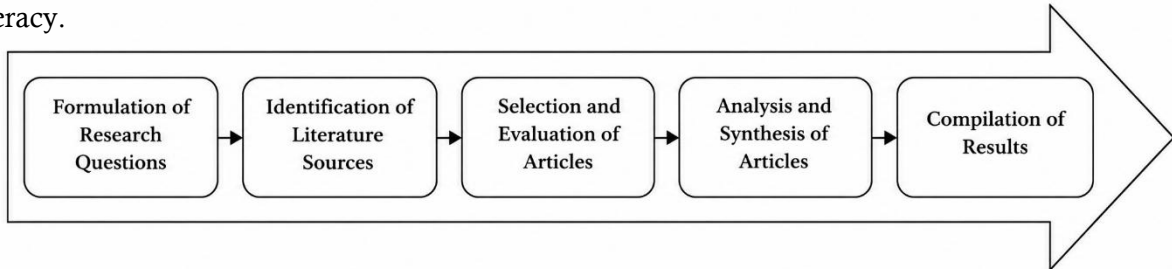 eracy.
Formulation of
Research
Questions
Identification of
Literature
Sources
Selection and
Evaluation of
Articles
Analysis and
Synthesis of
Articles
Compilation of
Results